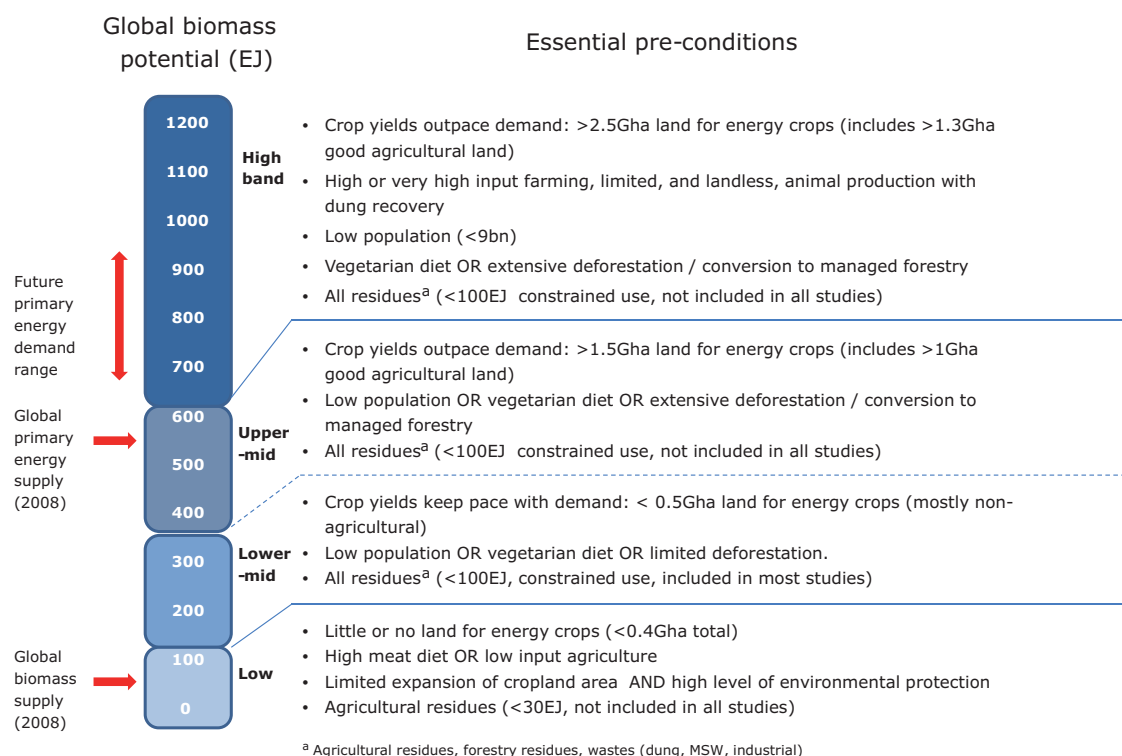 Global biomass
potential (EJ)
Essential pre-conditions
1200
1100
1000
900
800
700
600
500
400
300
200
100
0
High
band
Upper
-mid
Lower
-mid
Low
Future
primary
energy
demand
range
Global
primary
energy
supply
(2008)
Global
biomass
supply
(2008)
• Crop yields outpace demand: >2.5Gha land for energy crops (includes >1.3Gha
good agricultural land)
• High or very high input farming, limited, and landless, animal production with
dung recovery
• Low population (<9bn)
• Vegetarian diet OR extensive deforestation / conversion to managed forestry
• All residuesª (<100EJ constrained use, not included in all studies)
• Crop yields outpace demand: >1.5Gha land for energy crops (includes >1Gha
good agricultural land)
• Low population OR vegetarian diet OR extensive deforestation / conversion to
managed forestry
• All residuesª (<100EJ constrained use, not included in all studies)
• Crop yields keep pace with demand: < 0.5Gha land for energy crops (mostly non-
agricultural)
• Low population OR vegetarian diet OR limited deforestation.
• All residuesª (<100EJ, constrained use, included in most studies)
• Little or no land for energy crops (<0.4Gha total)
• High meat diet OR low input agriculture
• Limited expansion of cropland area AND high level of environmental protection
• Agricultural residues (<30EJ, not included in all studies)
ª Agricultural residues, forestry residues, wastes (dung, MSW, industrial)